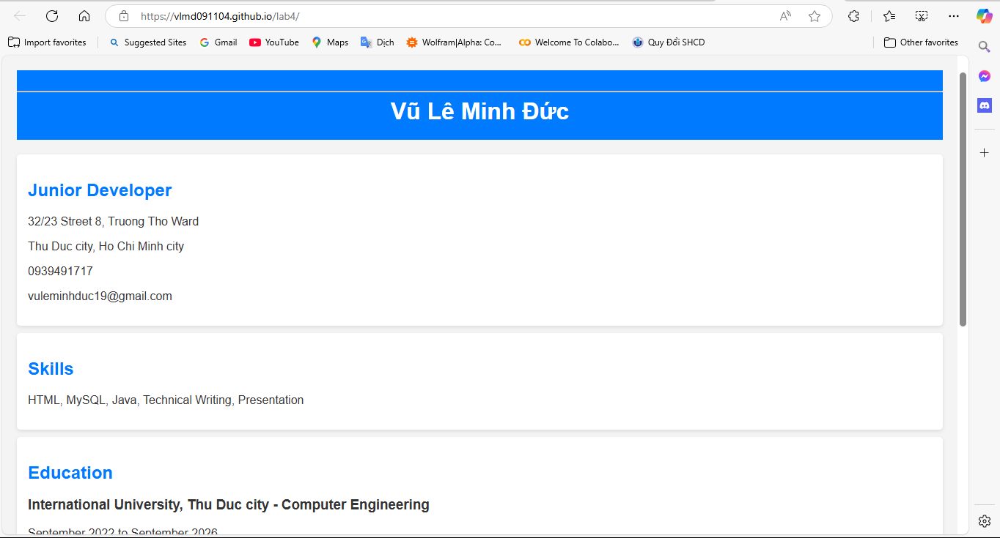 https://vlmd091104.github.io/lab4/
Import favorites Suggested Sites Gmail YouTube Maps Dịch Wolfram|Alpha: Co... Welcome To Colabo... Quy Đổi SHCD Other favorites
Vũ Lê Minh Đức
Junior Developer
32/23 Street 8, Truong Tho Ward
Thu Duc city, Ho Chi Minh city
0939491717
vuleminhduc19@gmail.com
Skills
HTML, MySQL, Java, Technical Writing, Presentation
Education
International University, Thu Duc city - Computer Engineering
September 2022 to September 2026